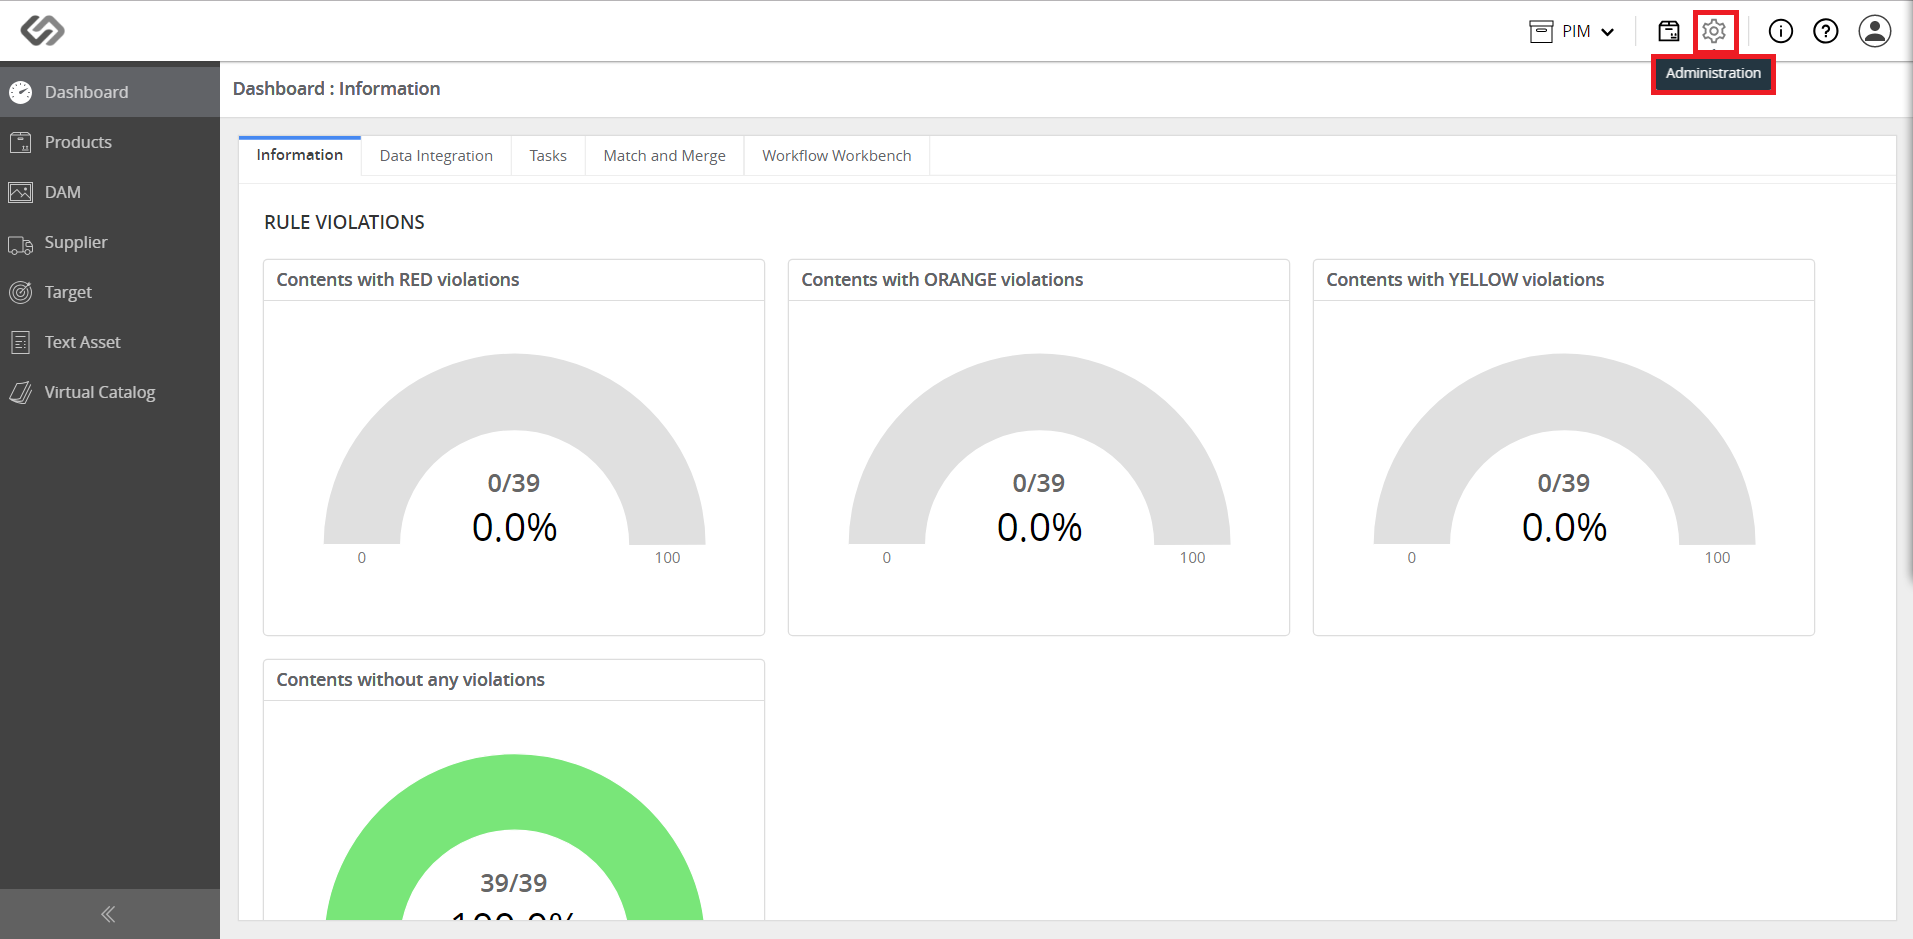 PIM
Administration
Dashboard
Products
DAM
Supplier
Target
Text Asset
Virtual Catalog
Dashboard : Information
Information
Data Integration
Tasks
Match and Merge
Workflow Workbench
RULE VIOLATIONS
Contents with RED violations
0/39
0.0%
0
100
Contents with ORANGE violations
0/39
0.0%
0
100
Contents with YELLOW violations
0/39
0.0%
0
100
Contents without any violations
39/39
100.0%